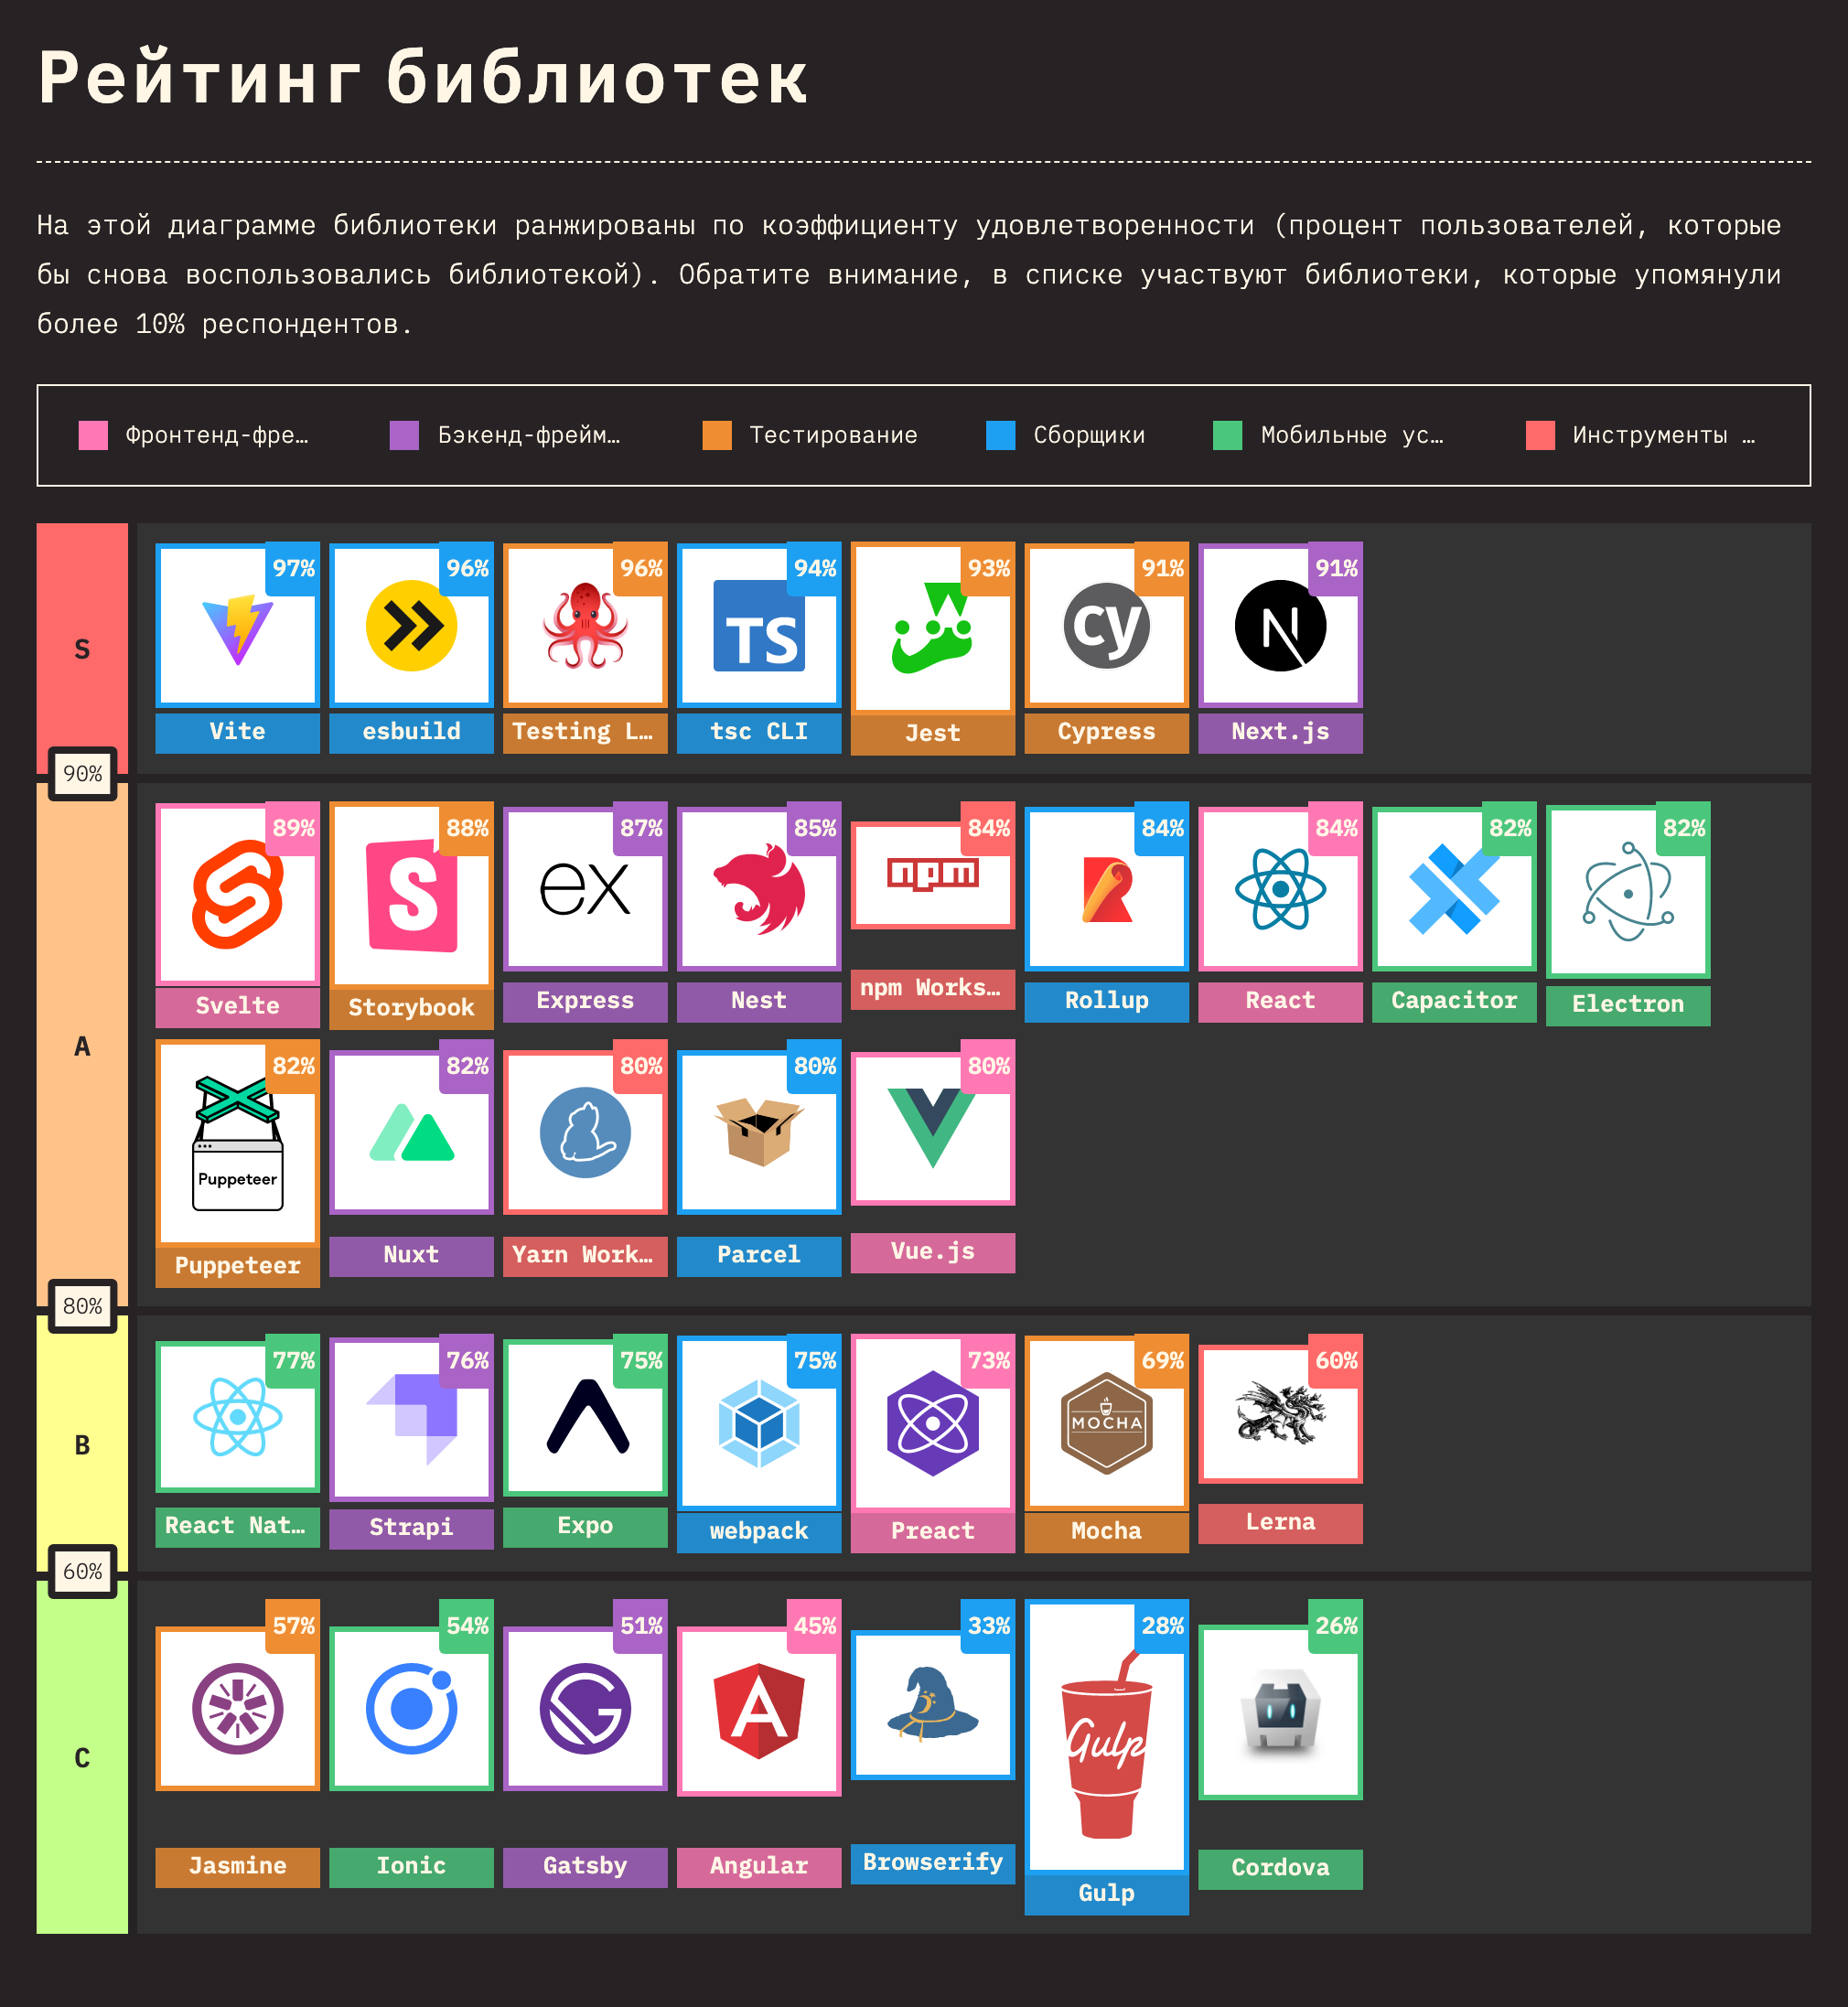 Рейтинг библиотек
На этой диаграмме библиотеки ранжированы по коэффициенту удовлетворенности (процент пользователей, которые
бы снова воспользовались библиотекой). Обратите внимание, в списке участвуют библиотеки, которые упомянули
более 10% респондентов.
Фронтенд-фре… Бэкенд-фрейм… Тестирование Сборщики Мобильные ус… Инструменты …
S
97% 96% 96% 94% 93% 91% 91%
TS cy N
Vite esbuild Testing L… tsc CLI Jest Cypress Next.js
90%
A
89% 88% 87% 85% 84% 84% 84% 82% 82%
S ex npm
Svelte Storybook Express Nest npm Works… Rollup React Capacitor Electron
82% 82% 80% 80% 80%
Puppeteer
Puppeteer Nuxt Yarn Work… Parcel Vue.js
80%
B
77% 76% 75% 75% 73% 69% 60%
MOCHA
React Nat… Strapi Expo webpack Preact Mocha Lerna
60%
C
57% 54% 51% 45% 33% 28% 26%
A Gulp
Jasmine Ionic Gatsby Angular Browserify Gulp Cordova